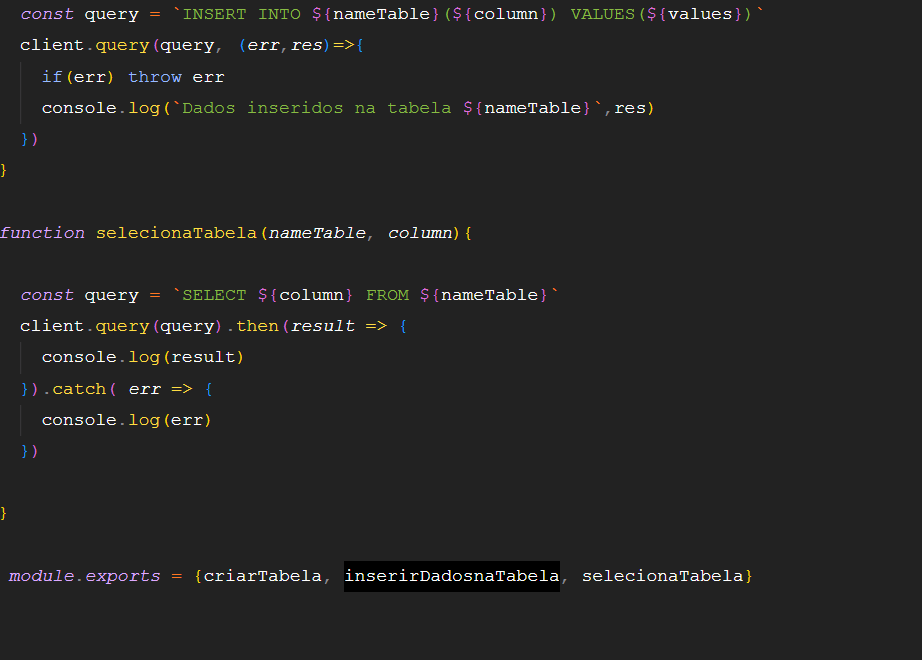 const query = `INSERT INTO ${nameTable}(${column}) VALUES(${values})`
client.query(query, (err,res)=>{
if(err) throw err
console.log(`Dados inseridos na tabela ${nameTable}`,res)
})
}
function selecionaTabela(nameTable, column){
const query = `SELECT ${column} FROM ${nameTable}`
client.query(query).then(result => {
console.log(result)
}).catch( err => {
console.log(err)
})
}
module.exports = {criarTabela, inserirDadosnaTabela, selecionaTabela}